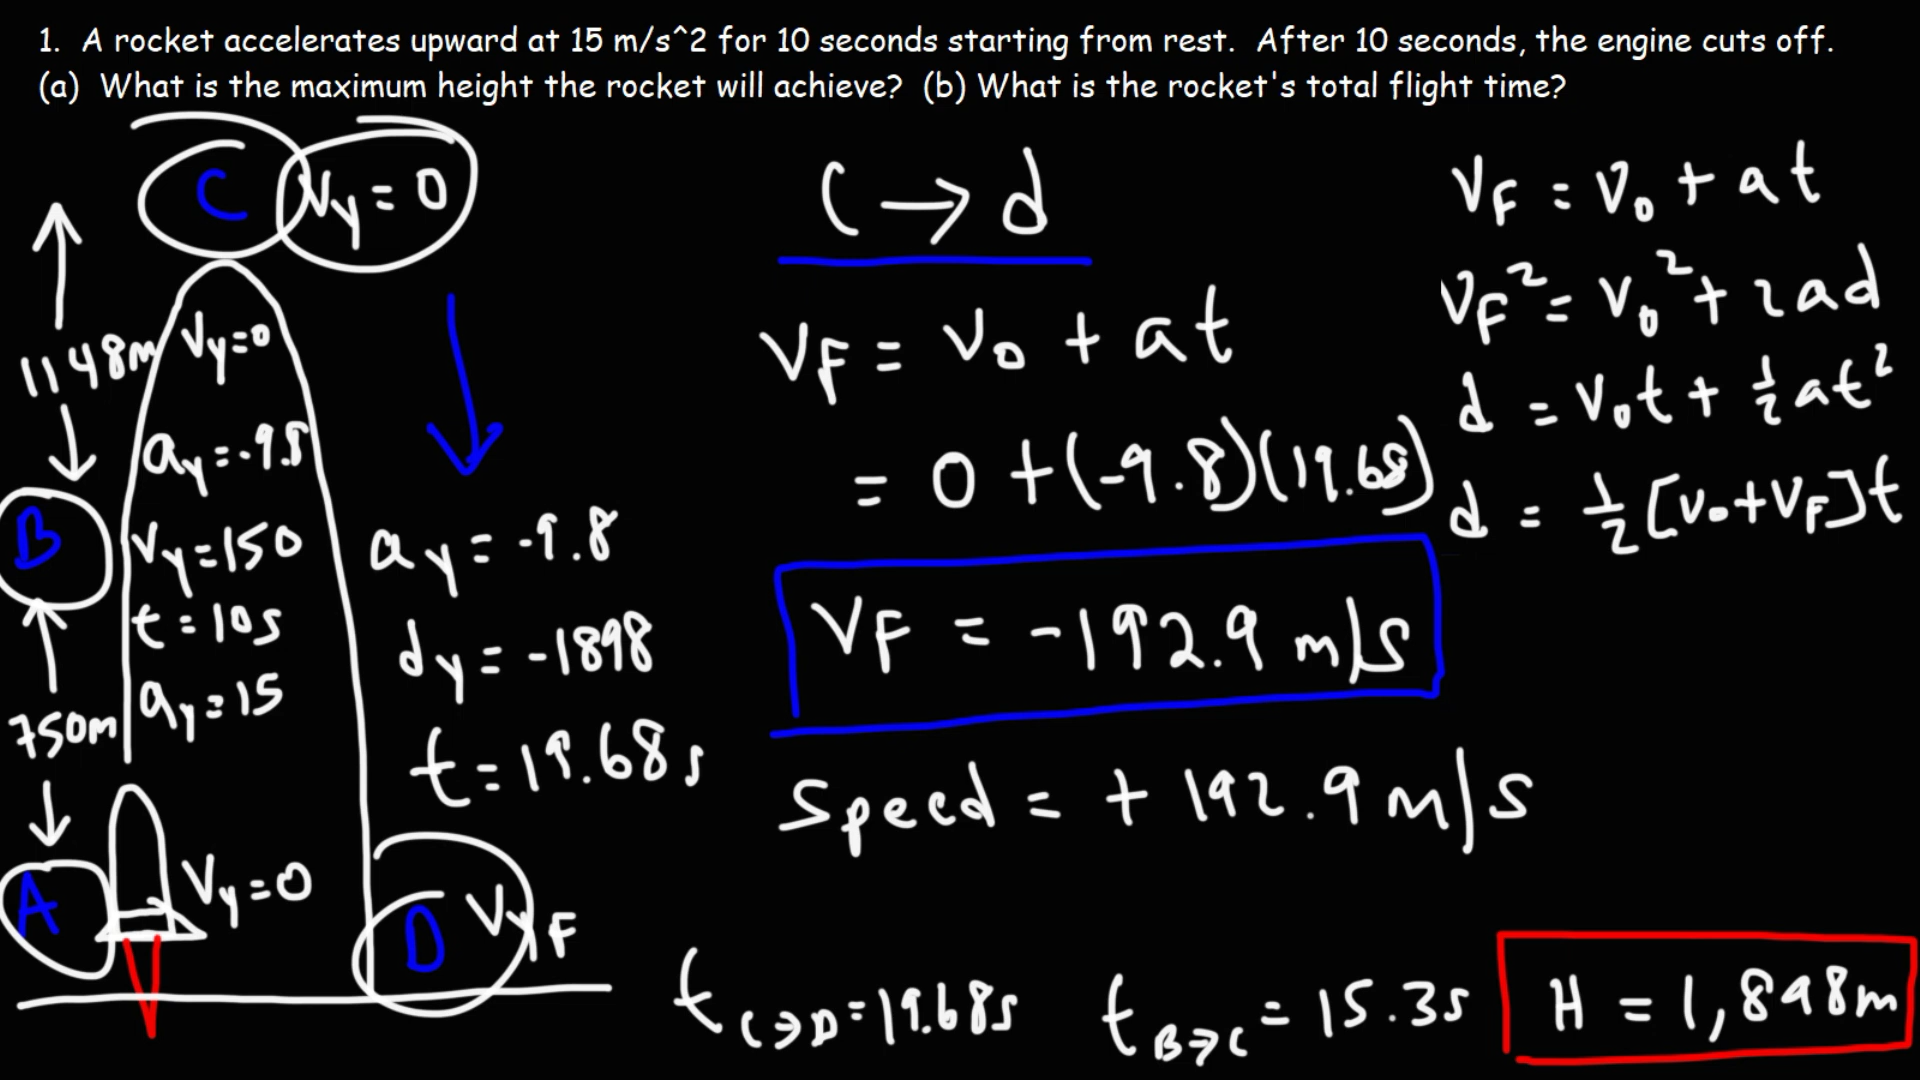 1. A rocket accelerates upward at 15 m/s^2 for 10 seconds starting from rest. After 10 seconds, the engine cuts off.
(a) What is the maximum height the rocket will achieve? (b) What is the rocket's total flight time?
C
Vy = 0
1148m
Vy=0
ay=-9.8
B
Vy=150
t = 10s
ay=15
750m
A
Vy=0
ay = -9.8
dy = -1898
t = 19.68s
D
VyF
C → d
VF = V0 + at
= 0 + (-9.8)(19.68)
VF = -192.9 m/s
Speed = + 192.9 m/s
VF = V0 + at
VF² = V0² + 2ad
d = V0t + ½at²
d = ½[V0+VF]t
tC→D = 19.68s
tB→C = 15.3s
H = 1,898m